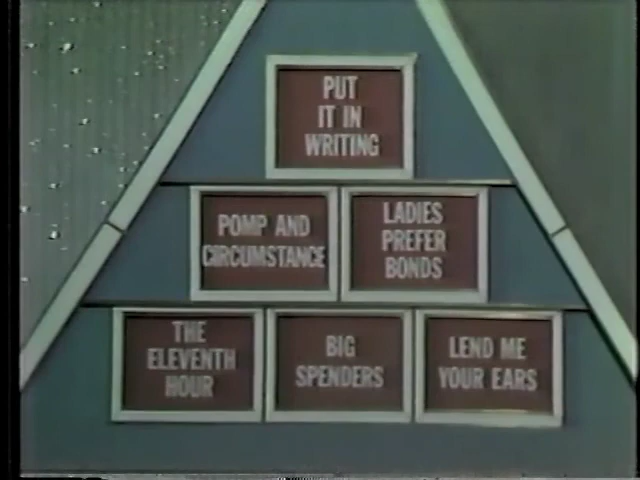 PUT
IT IN
WRITING
POMP AND
CIRCUMSTANCE
LADIES
PREFER
BONDS
THE
ELEVENTH
HOUR
BIG
SPENDERS
LEND ME
YOUR EARS